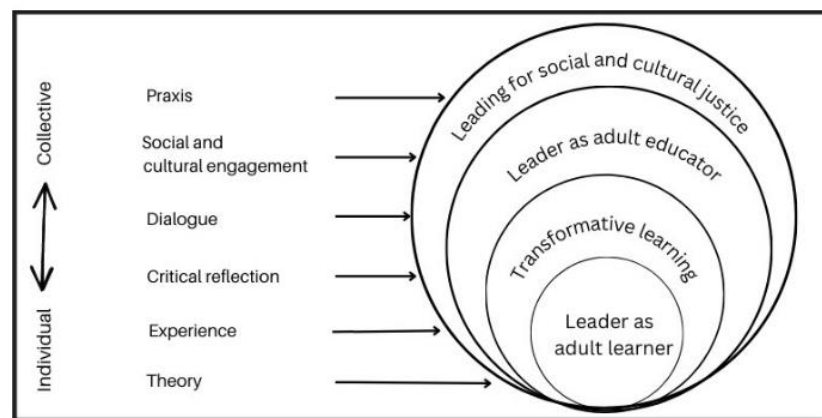 Collective
Individual
Praxis
Social and
cultural engagement
Dialogue
Critical reflection
Experience
Theory
Leading for social and cultural justice
Leader as adult educator
Transformative learning
Leader as
adult learner